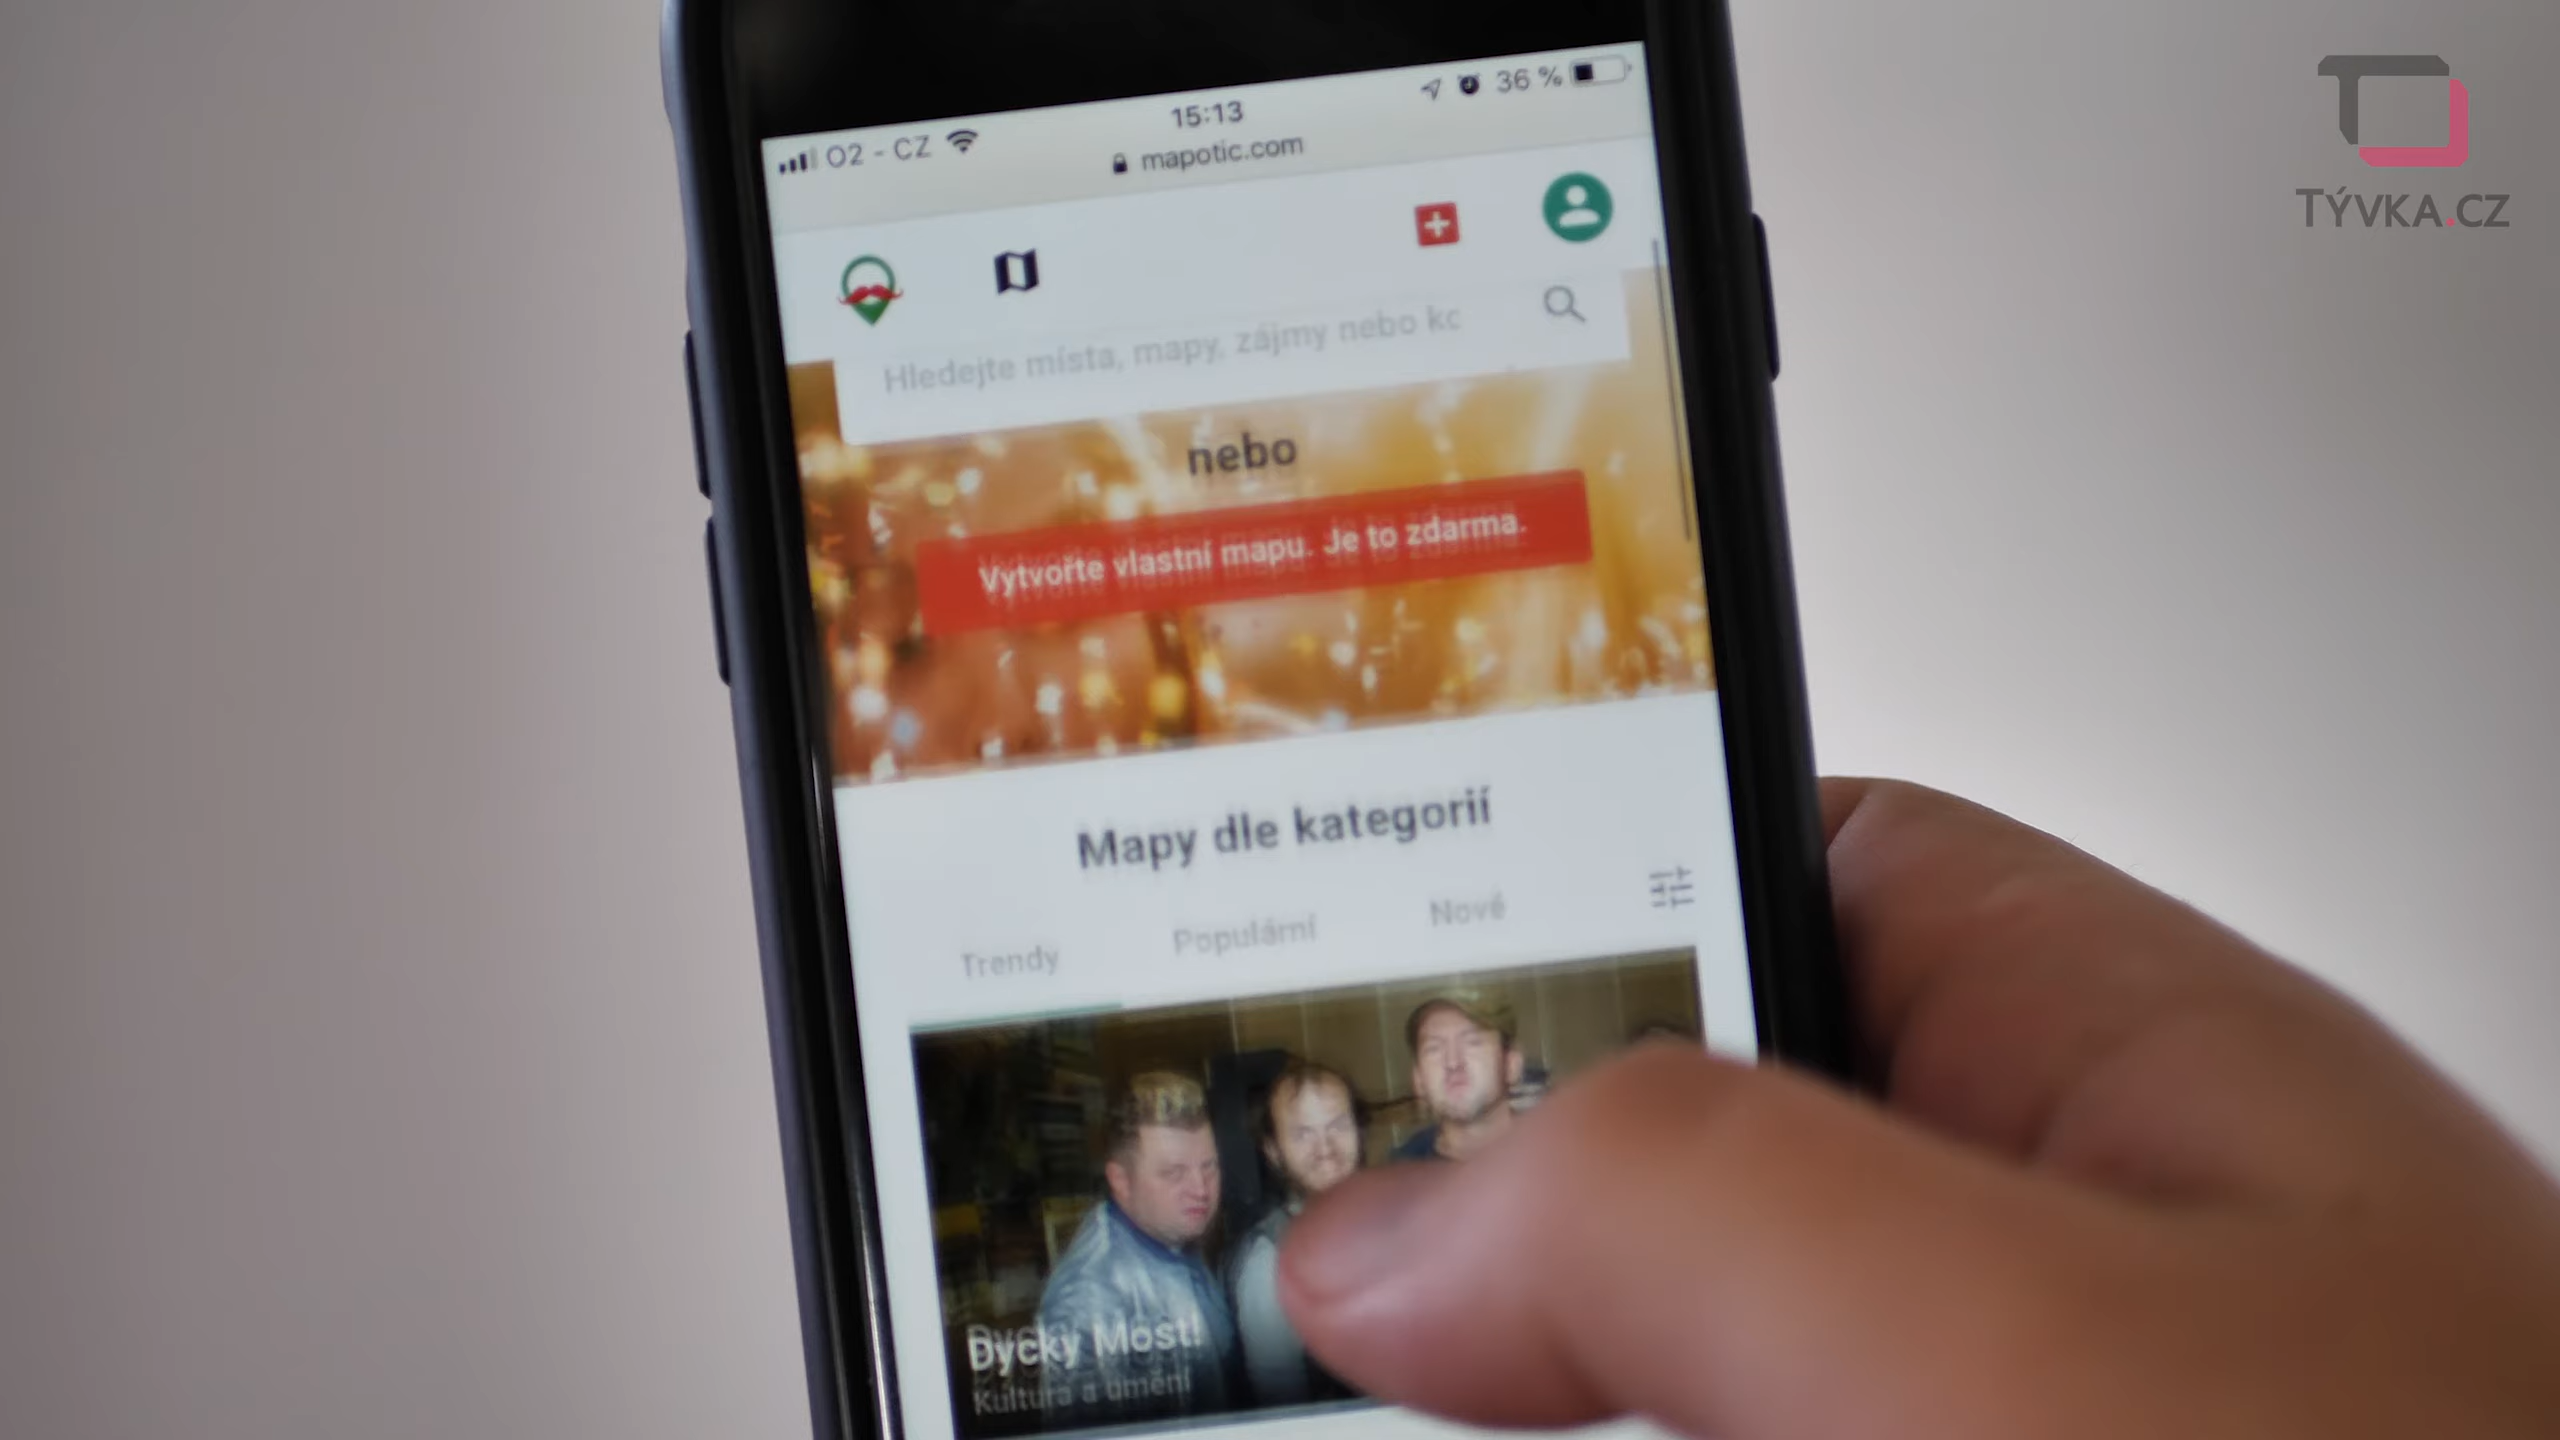 TÝVKA.CZ
O2 - CZ 15:13 36 %
mapotic.com
Hledejte místa, mapy, zájmy nebo
nebo
Vytvořte vlastní mapu. Je to zdarma.
Mapy dle kategorií
Trendy Populární Nové
Dycky Most!
Kultura a umění